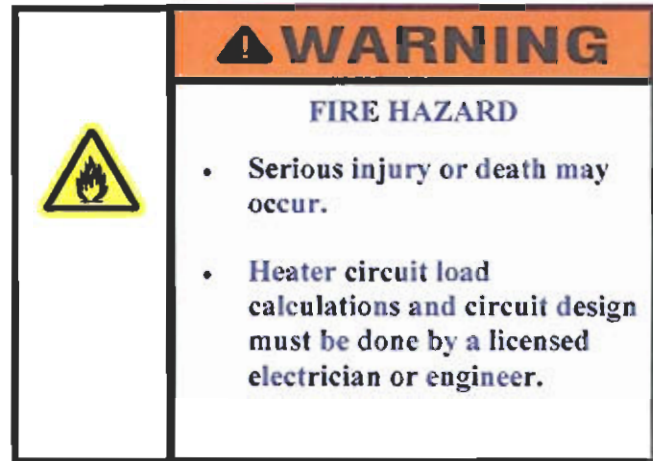 WARNING
FIRE HAZARD
• Serious injury or death may
occur.
• Heater circuit load
calculations and circuit design
must be done by a licensed
electrician or engineer.